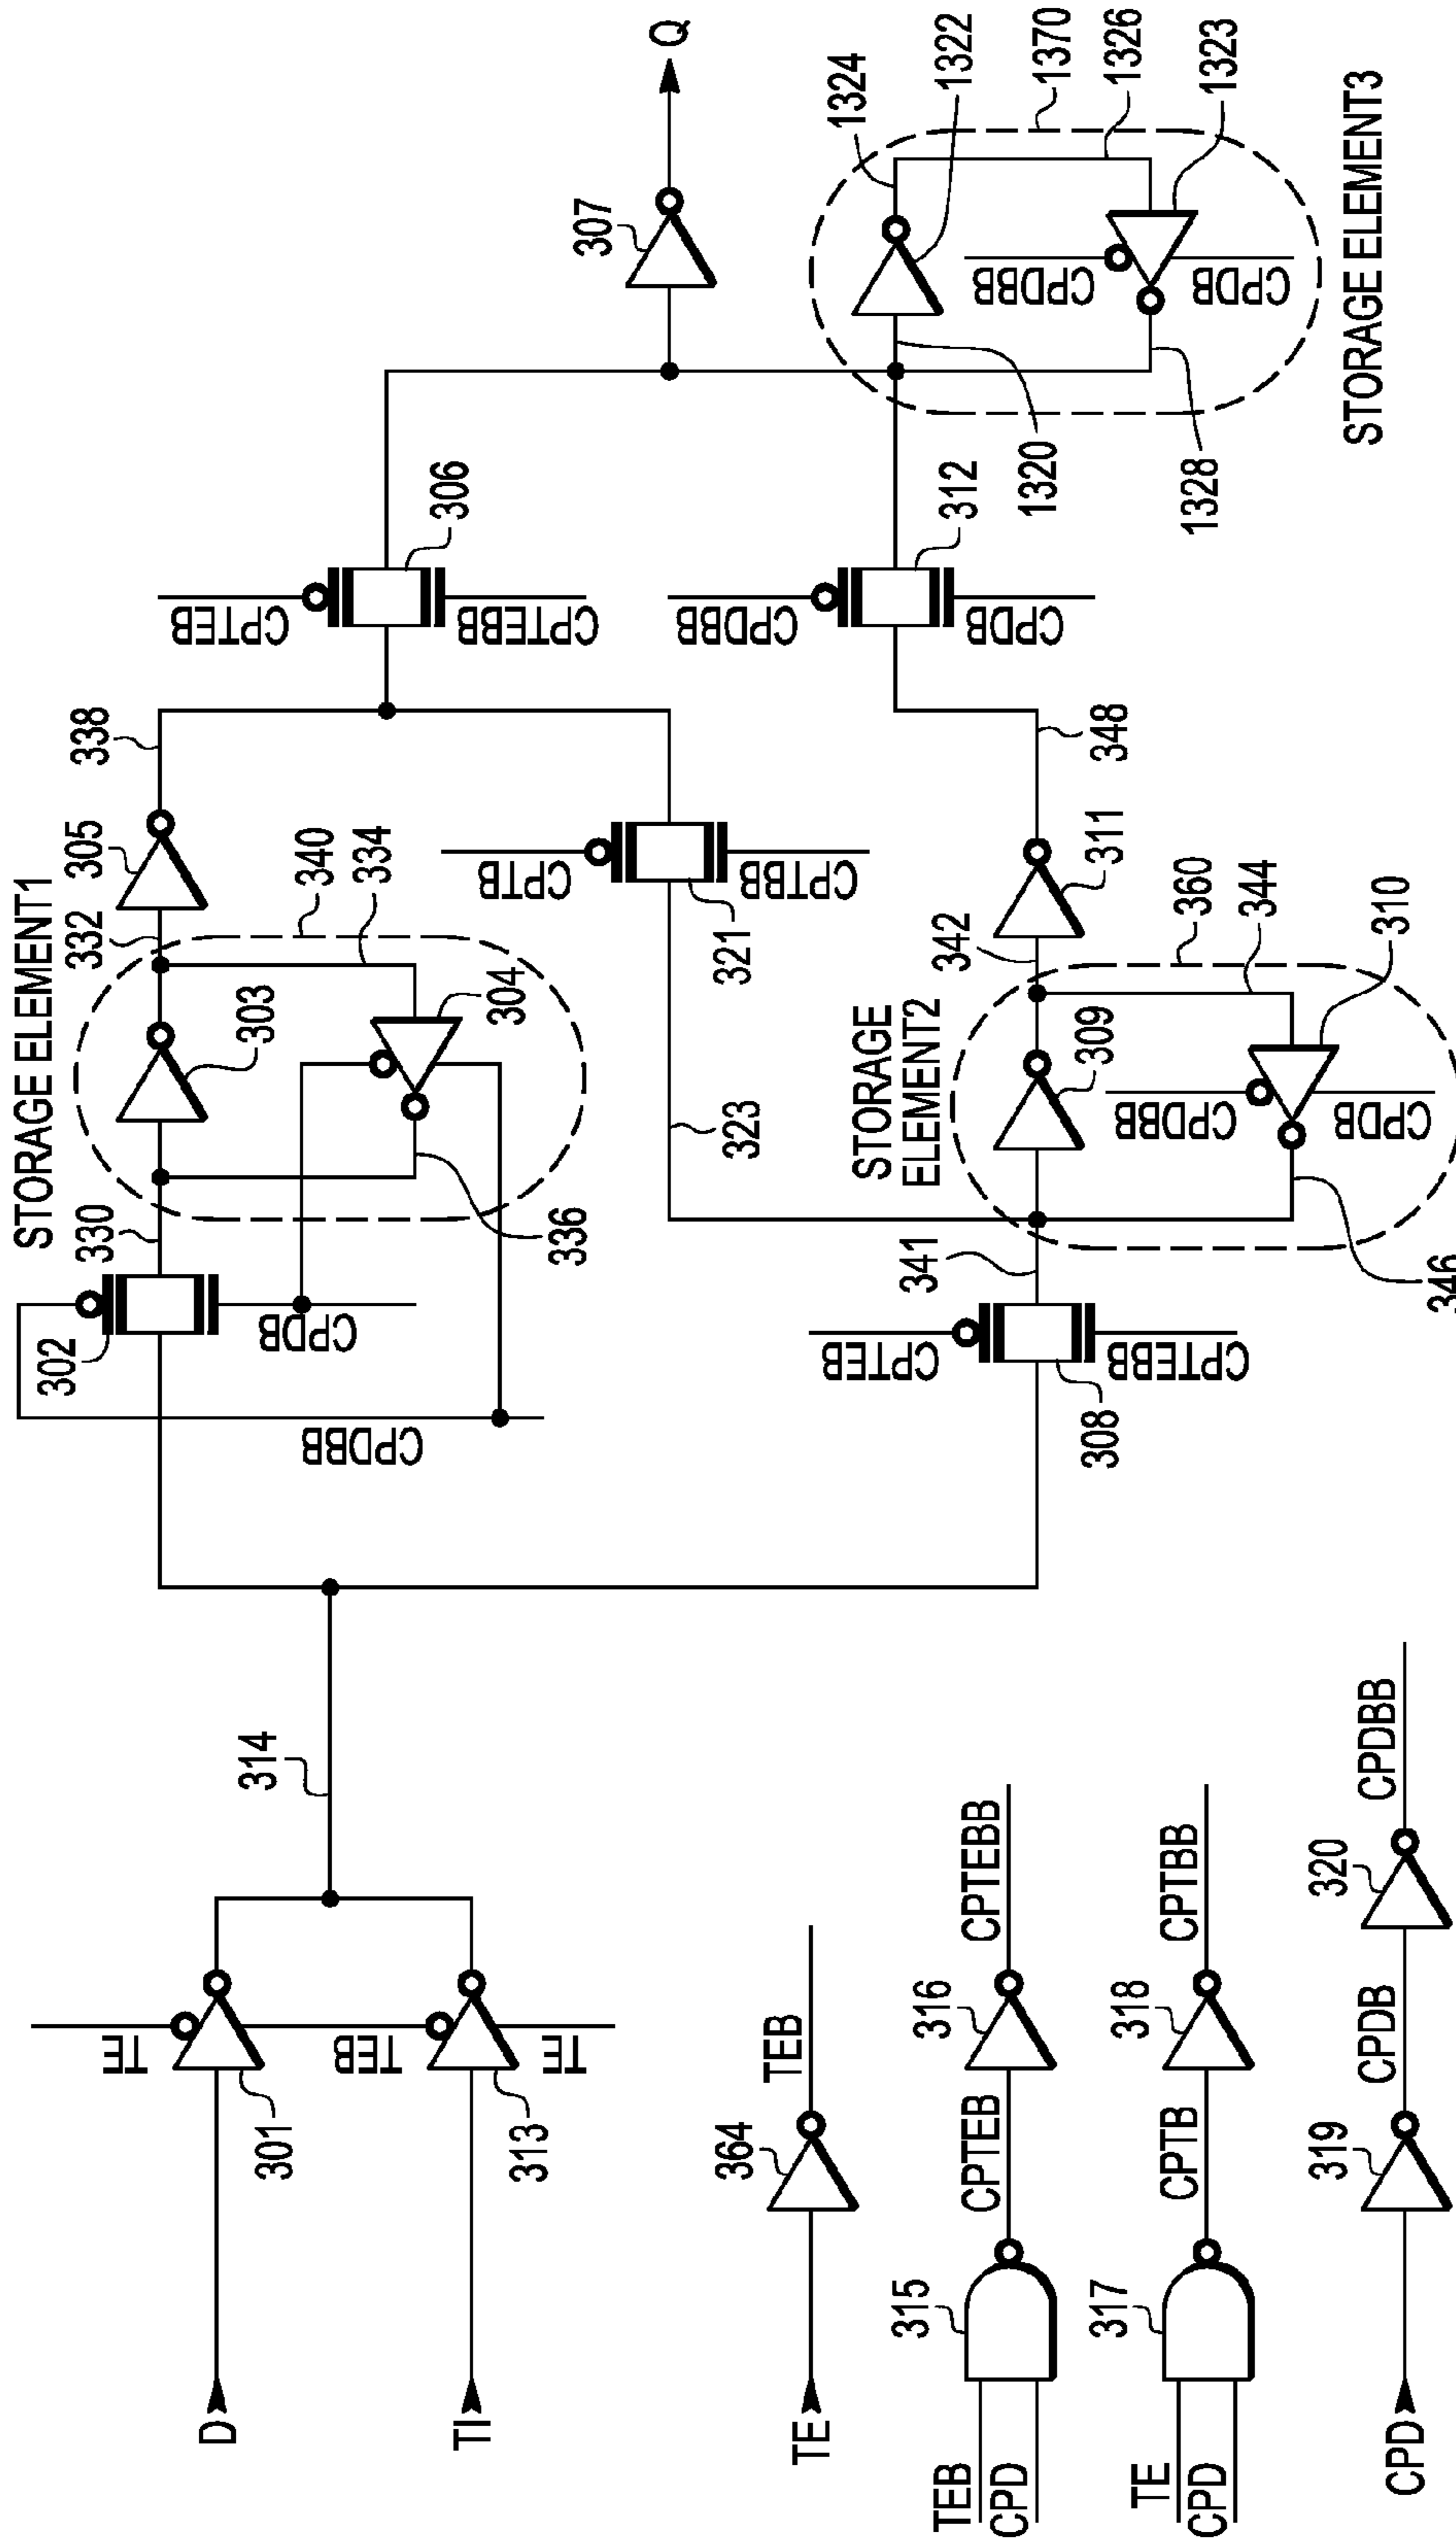 D
TI
TE
301
TEB
313
TE
314
TE
364
TEB
TEB
CPD
315
CPTEB
316
CPTEBB
TE
CPD
317
CPTB
318
CPTBB
CPD
319
CPDB
320
CPDBB
STORAGE ELEMENT1
302
330
CPDB
CPDBB
303
304
332
334
336
340
305
338
CPTB
CPTBB
321
323
CPTEB
CPTEBB
306
CPTEB
CPTEBB
308
341
STORAGE
ELEMENT2
309
342
344
346
360
CPDBB
CPDB
310
311
348
CPDBB
CPDB
312
307
Q
1320
1322
1324
1326
1328
1370
1323
CPDBB
CPDB
STORAGE ELEMENT3